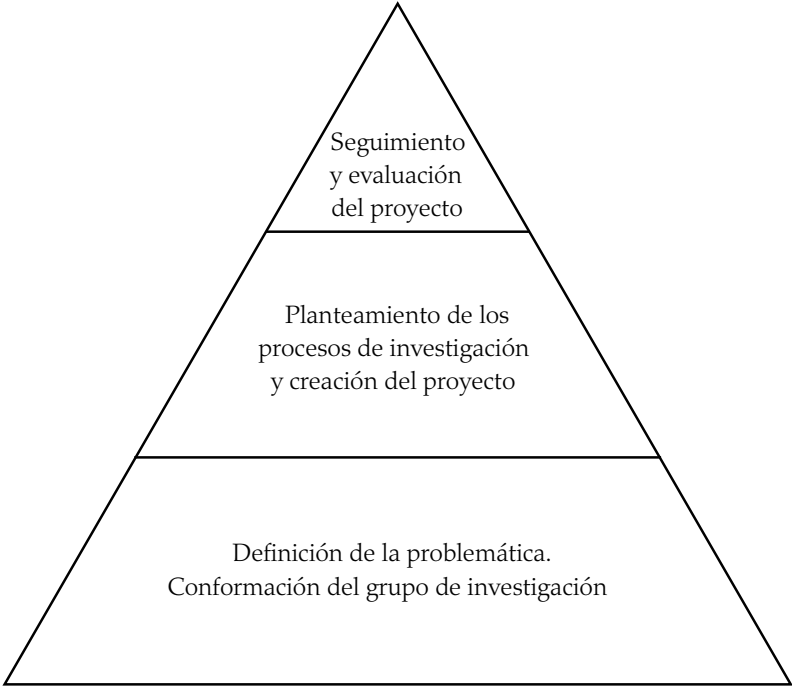 Seguimiento
y evaluación
del proyecto
Planteamiento de los
procesos de investigación
y creación del proyecto
Definición de la problemática.
Conformación del grupo de investigación